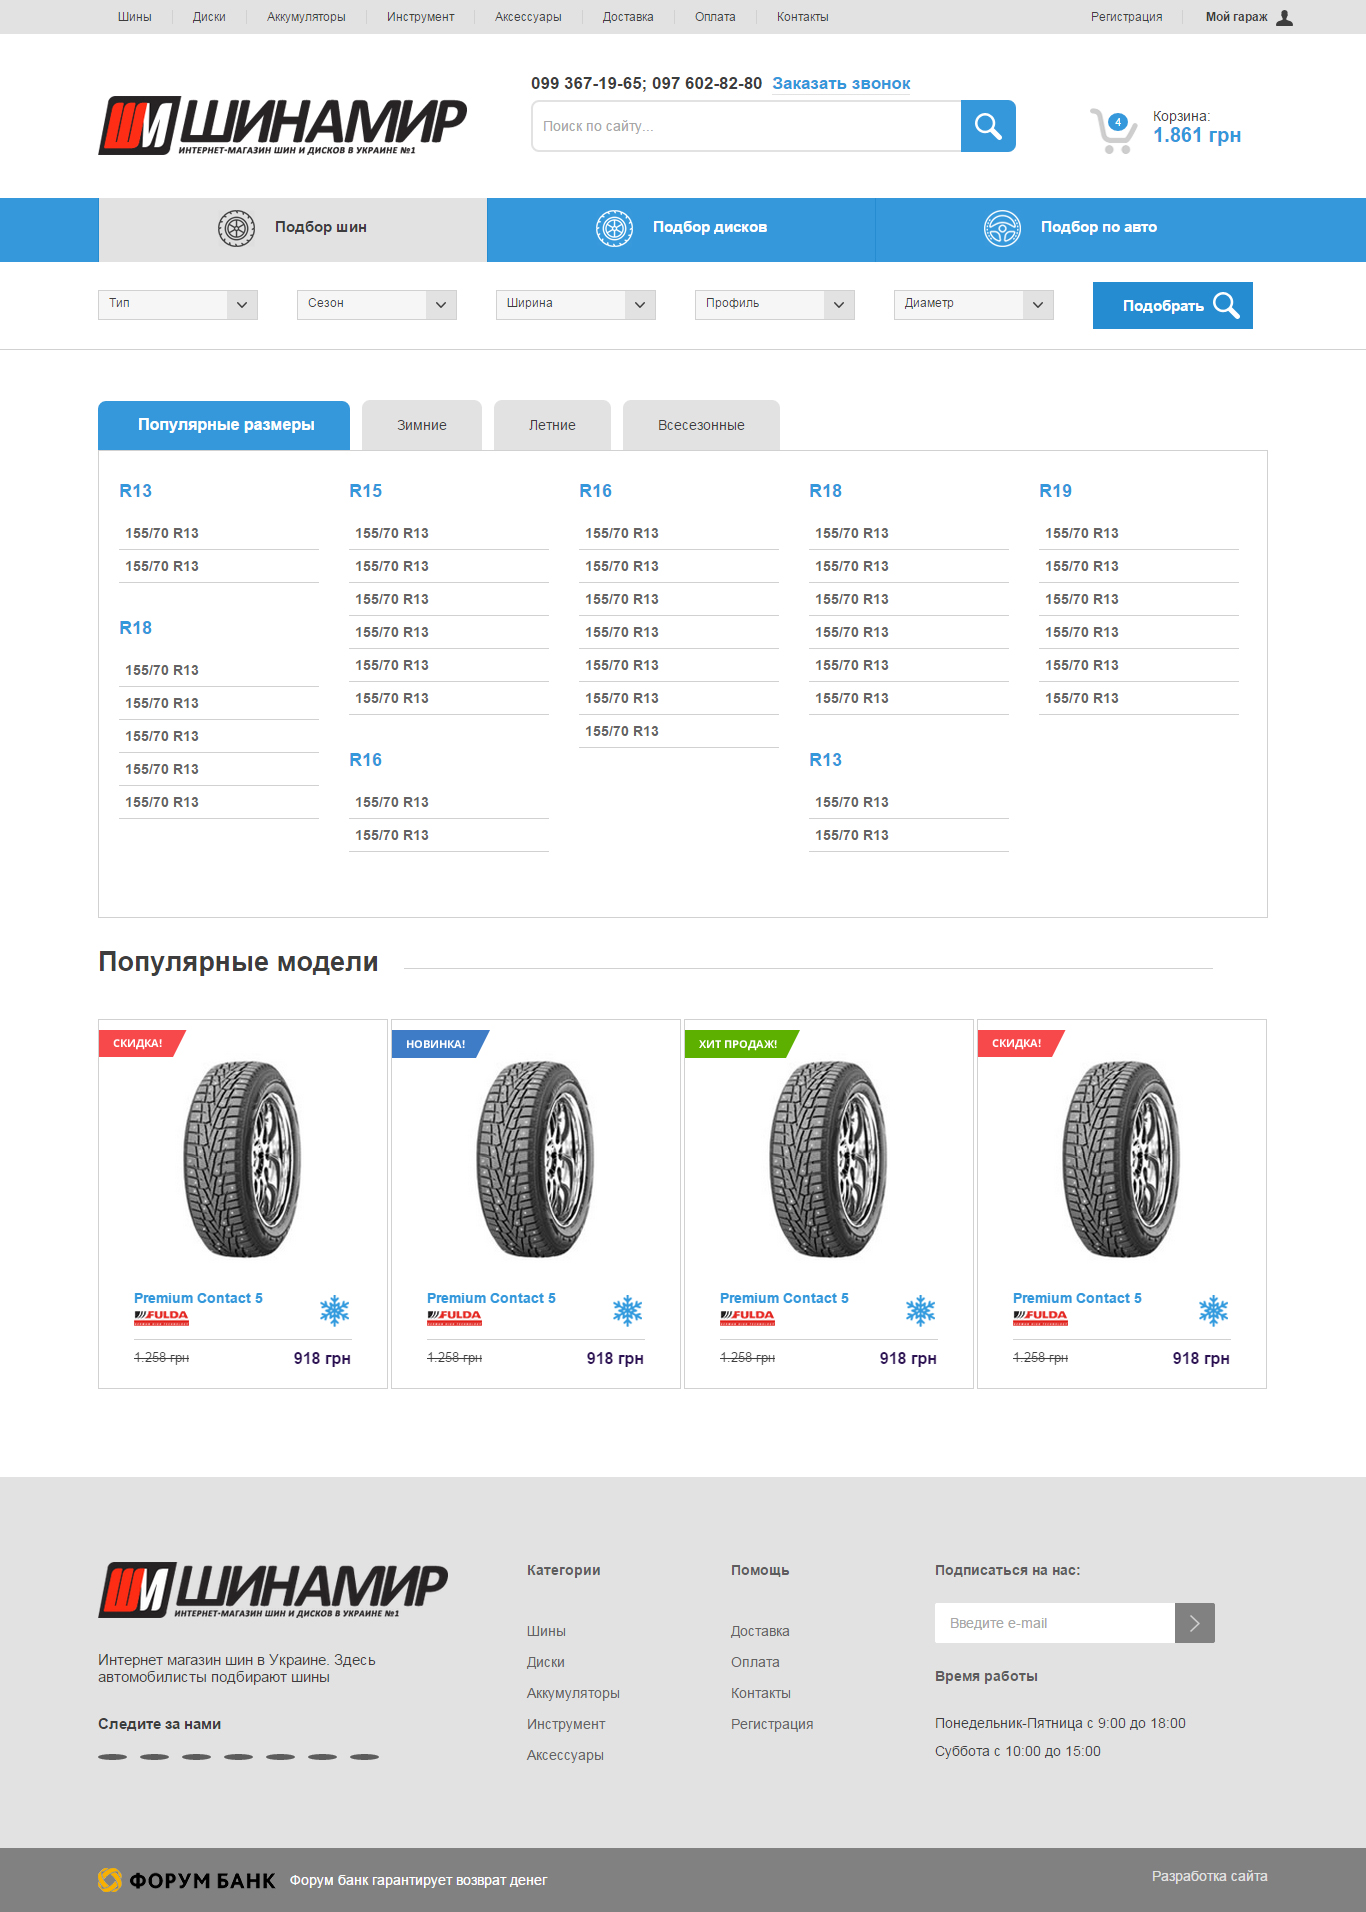 Шины
Диски
Аккумуляторы
Инструмент
Аксессуары
Доставка
Оплата
Контакты
Регистрация
Мой гараж
ШИ ШИНАМИР
ИНТЕРНЕТ-МАГАЗИН ШИН И ДИСКОВ В УКРАИНЕ №1
099 367-19-65; 097 602-82-80 Заказать звонок
Поиск по сайту...
4
Корзина:
1.861 грн
Подбор шин
Подбор дисков
Подбор по авто
Тип
Сезон
Ширина
Профиль
Диаметр
Подобрать
Популярные размеры
Зимние
Летние
Всесезонные
R13
155/70 R13
155/70 R13
R18
155/70 R13
155/70 R13
155/70 R13
155/70 R13
155/70 R13
R15
155/70 R13
155/70 R13
155/70 R13
155/70 R13
155/70 R13
155/70 R13
R16
155/70 R13
155/70 R13
R16
155/70 R13
155/70 R13
155/70 R13
155/70 R13
155/70 R13
155/70 R13
155/70 R13
R18
155/70 R13
155/70 R13
155/70 R13
155/70 R13
155/70 R13
155/70 R13
R13
155/70 R13
155/70 R13
R19
155/70 R13
155/70 R13
155/70 R13
155/70 R13
155/70 R13
155/70 R13
Популярные модели
СКИДКА!
Premium Contact 5
FULDA
1.258 грн
918 грн
НОВИНКА!
Premium Contact 5
FULDA
1.258 грн
918 грн
ХИТ ПРОДАЖ!
Premium Contact 5
FULDA
1.258 грн
918 грн
СКИДКА!
Premium Contact 5
FULDA
1.258 грн
918 грн
ШИ ШИНАМИР
ИНТЕРНЕТ-МАГАЗИН ШИН И ДИСКОВ В УКРАИНЕ №1
Интернет магазин шин в Украине. Здесь
автомобилисты подбирают шины
Следите за нами
Категории
Шины
Диски
Аккумуляторы
Инструмент
Аксессуары
Помощь
Доставка
Оплата
Контакты
Регистрация
Подписаться на нас:
Введите e-mail
Время работы
Понедельник-Пятница с 9:00 до 18:00
Суббота с 10:00 до 15:00
ФОРУМ БАНК
Форум банк гарантирует возврат денег
Разработка сайта